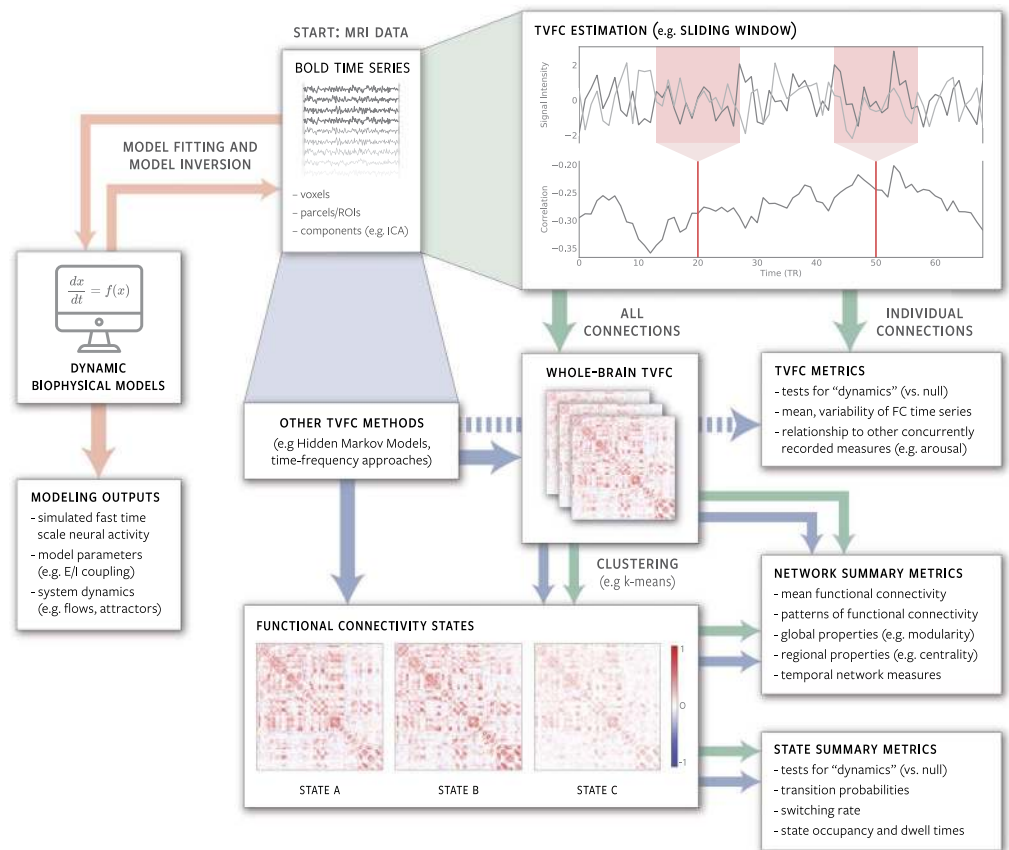 START: MRI DATA
BOLD TIME SERIES
– voxels
– parcels/ROIs
– components (e.g. ICA)
TVFC ESTIMATION (e.g. SLIDING WINDOW)
Signal Intensity
2
0
−2
Correlation
−0.20
−0.25
−0.30
−0.35
0
10
20
30
40
50
60
Time (TR)
MODEL FITTING AND
MODEL INVERSION
dx
dt
= f(x)
DYNAMIC
BIOPHYSICAL MODELS
MODELING OUTPUTS
- simulated fast time
scale neural activity
- model parameters
(e.g. E/I coupling)
- system dynamics
(e.g. flows, attractors)
OTHER TVFC METHODS
(e.g Hidden Markov Models,
time-frequency approaches)
ALL
CONNECTIONS
INDIVIDUAL
CONNECTIONS
WHOLE-BRAIN TVFC
TVFC METRICS
- tests for “dynamics” (vs. null)
- mean, variability of FC time series
- relationship to other concurrently
recorded measures (e.g. arousal)
CLUSTERING
(e.g k-means)
NETWORK SUMMARY METRICS
- mean functional connectivity
- patterns of functional connectivity
- global properties (e.g. modularity)
- regional properties (e.g. centrality)
- temporal network measures
FUNCTIONAL CONNECTIVITY STATES
1
0
-1
STATE A
STATE B
STATE C
STATE SUMMARY METRICS
- tests for “dynamics” (vs. null)
- transition probabilities
- switching rate
- state occupancy and dwell times